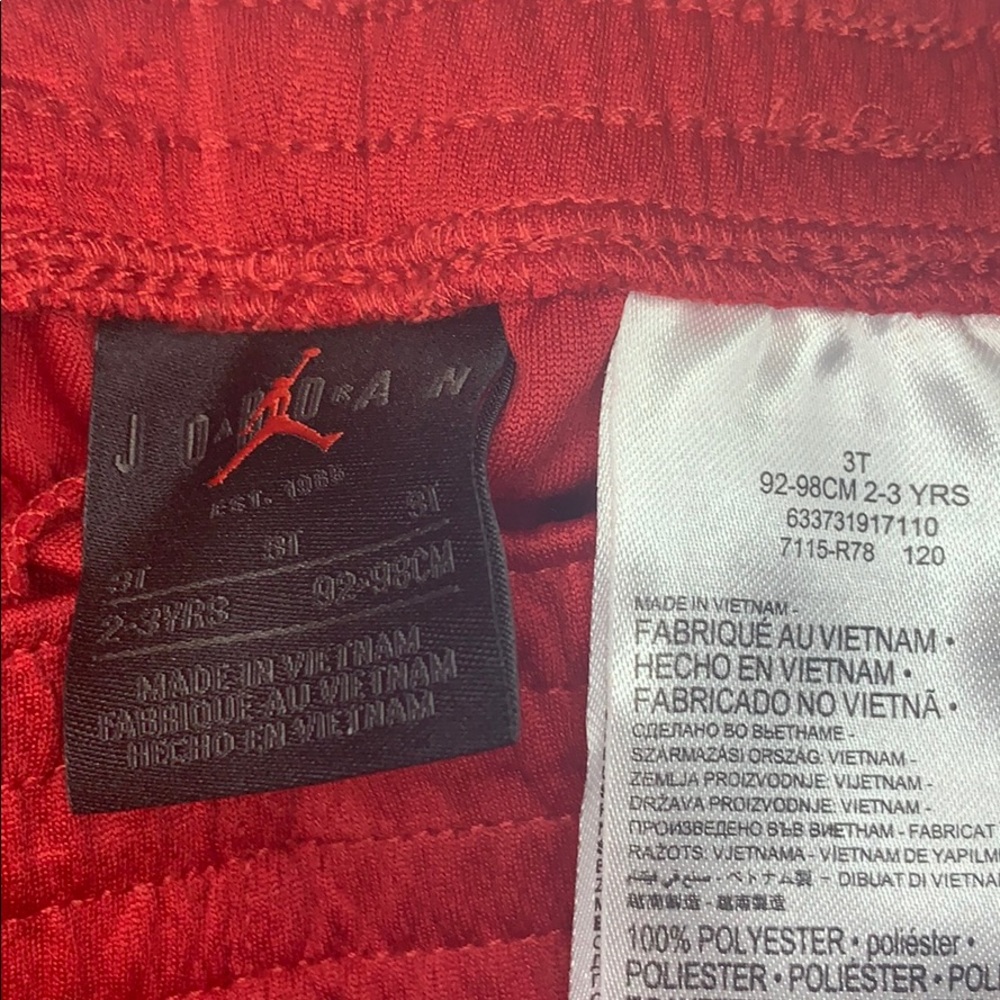 JORDAN
EST. 1985
3T 3T 3T
2-3YRS 92-98CM
MADE IN VIETNAM
FABRIQUÉ AU VIETNAM
HECHO EN VIETNAM
3T
92-98CM 2-3 YRS
633731917110
7115-R78 120
MADE IN VIETNAM -
FABRIQUÉ AU VIETNAM •
HECHO EN VIETNAM •
FABRICADO NO VIETNÃ •
СДЕЛАНО ВО ВЬЕТНАМЕ -
SZÁRMAZÁSI ORSZÁG: VIETNAM -
ZEMLJA PROIZVODNJE: VIJETNAM -
DRŽAVA PROIZVODNJE: VIETNAM -
ПРОИЗВЕДЕНО ВЪВ ВИЕТНАМ - FABRICAT
RAŽOTS: VJETNAMA - VIETNAM DE YAPILM
ベトナム製 - DIBUAT DI VIETNA
越南製造 - 越南製造
100% POLYESTER • poliéster •
POLIESTER • POLIÉSTER • POL